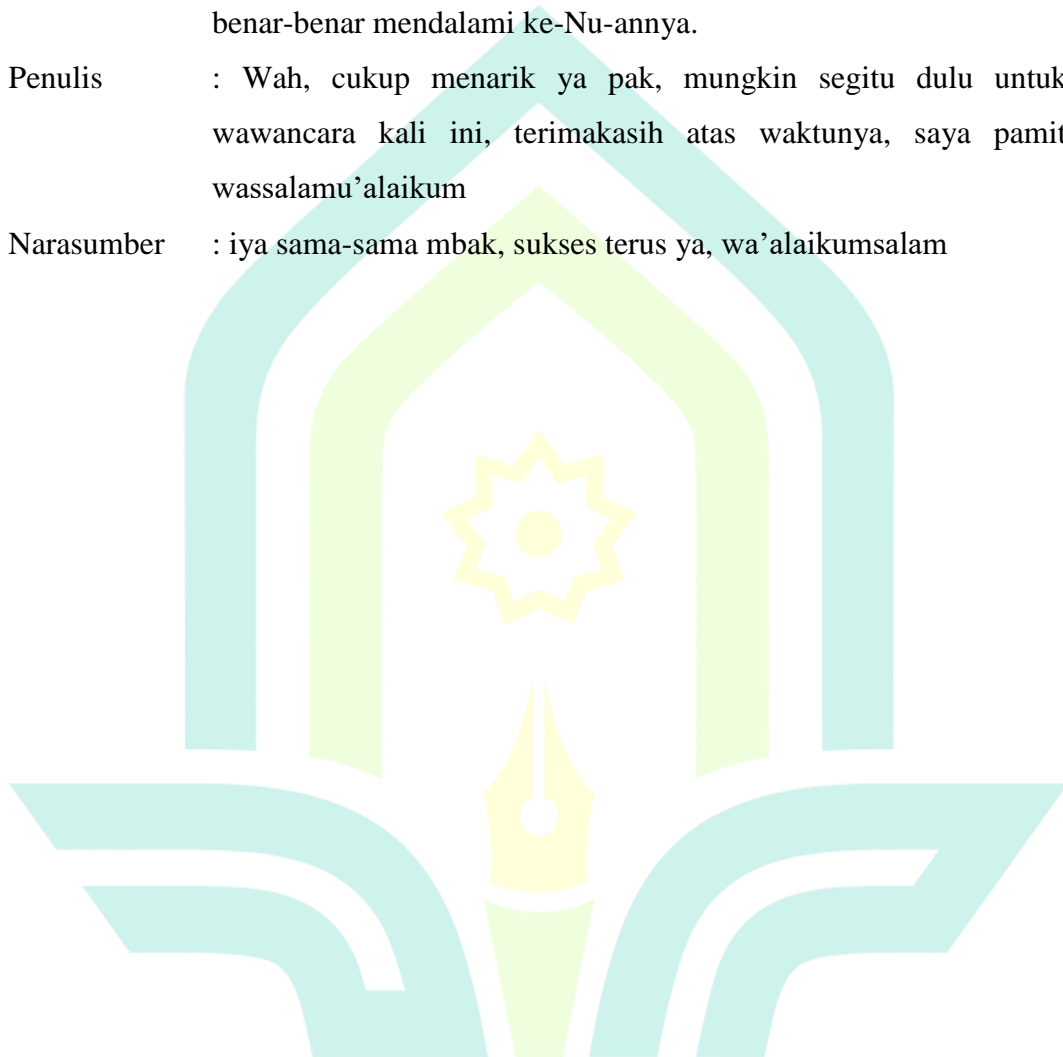 benar-benar mendalami ke-Nu-annya.
Penulis : Wah, cukup menarik ya pak, mungkin segitu dulu untuk
wawancara kali ini, terimakasih atas waktunya, saya pamit
wassalamu’alaikum
Narasumber : iya sama-sama mbak, sukses terus ya, wa’alaikumsalam